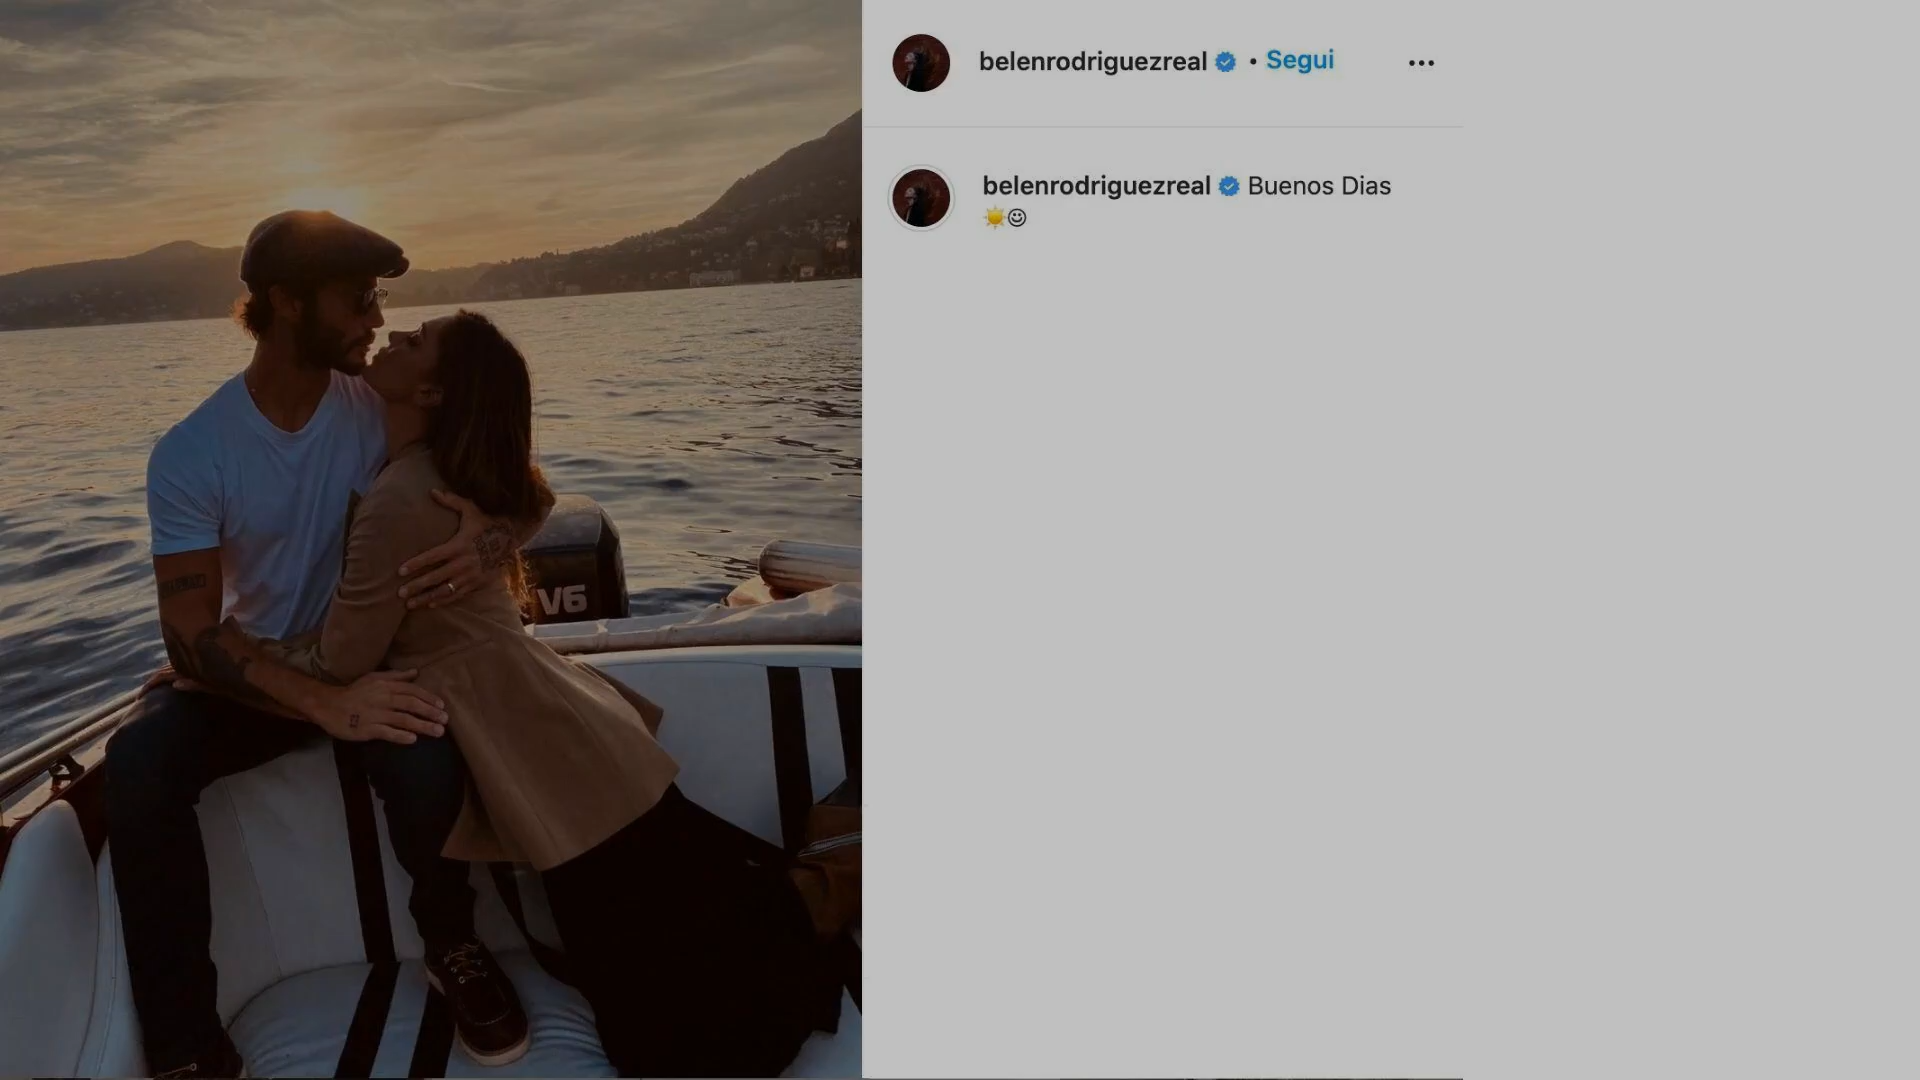 belenrodriguezreal • Segui
belenrodriguezreal Buenos Dias
☀️☺
V6